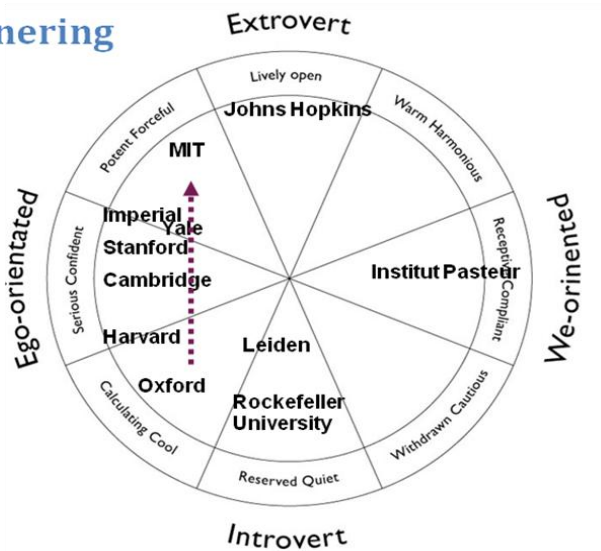 nering
Extrovert
Lively open
Johns Hopkins
Potent Forceful
Warm Harmonious
MIT
Imperial
Yale
Stanford
Ego-orientated
Serious Confident
Cambridge
Institut Pasteur
Receptive Compliant
We-orinented
Harvard
Leiden
Oxford
Rockefeller
University
Calculating Cool
Withdrawn Cautious
Reserved Quiet
Introvert